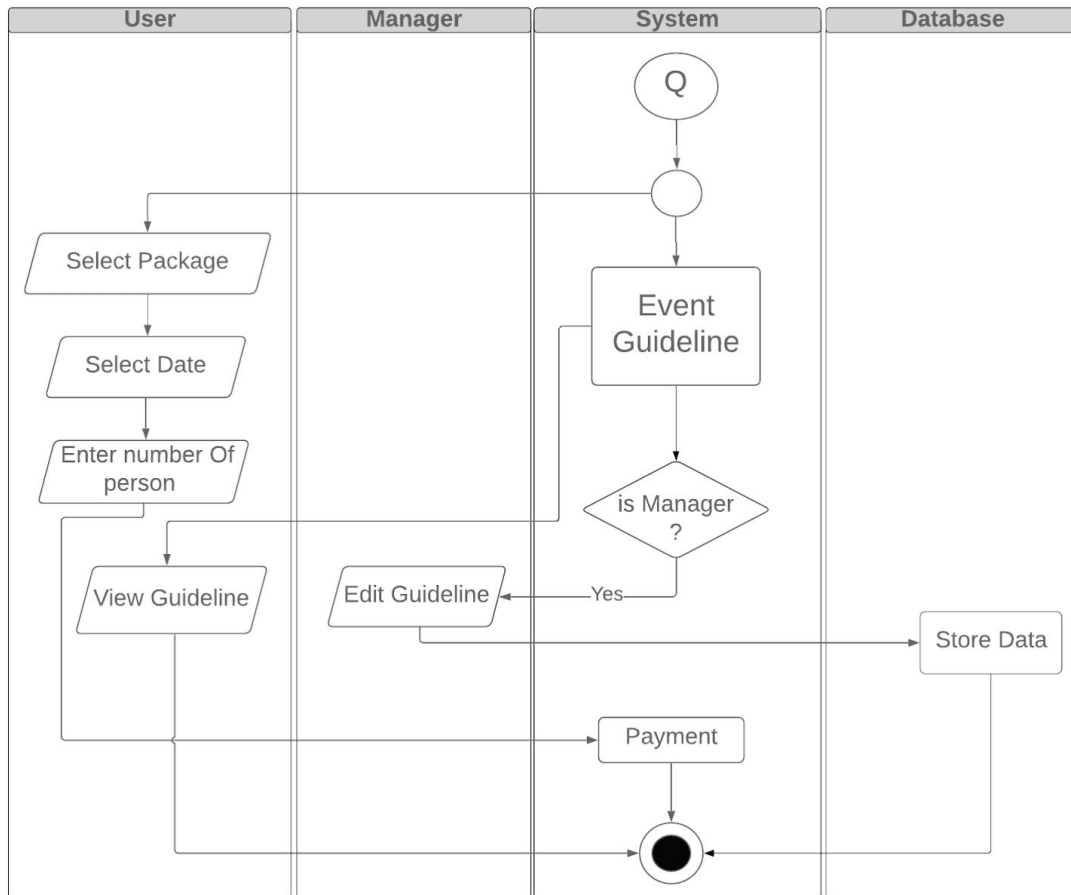 User
Manager
System
Database
Q
Select Package
Event
Guideline
Select Date
Enter number Of
person
is Manager
?
View Guideline
Edit Guideline
Yes
Store Data
Payment